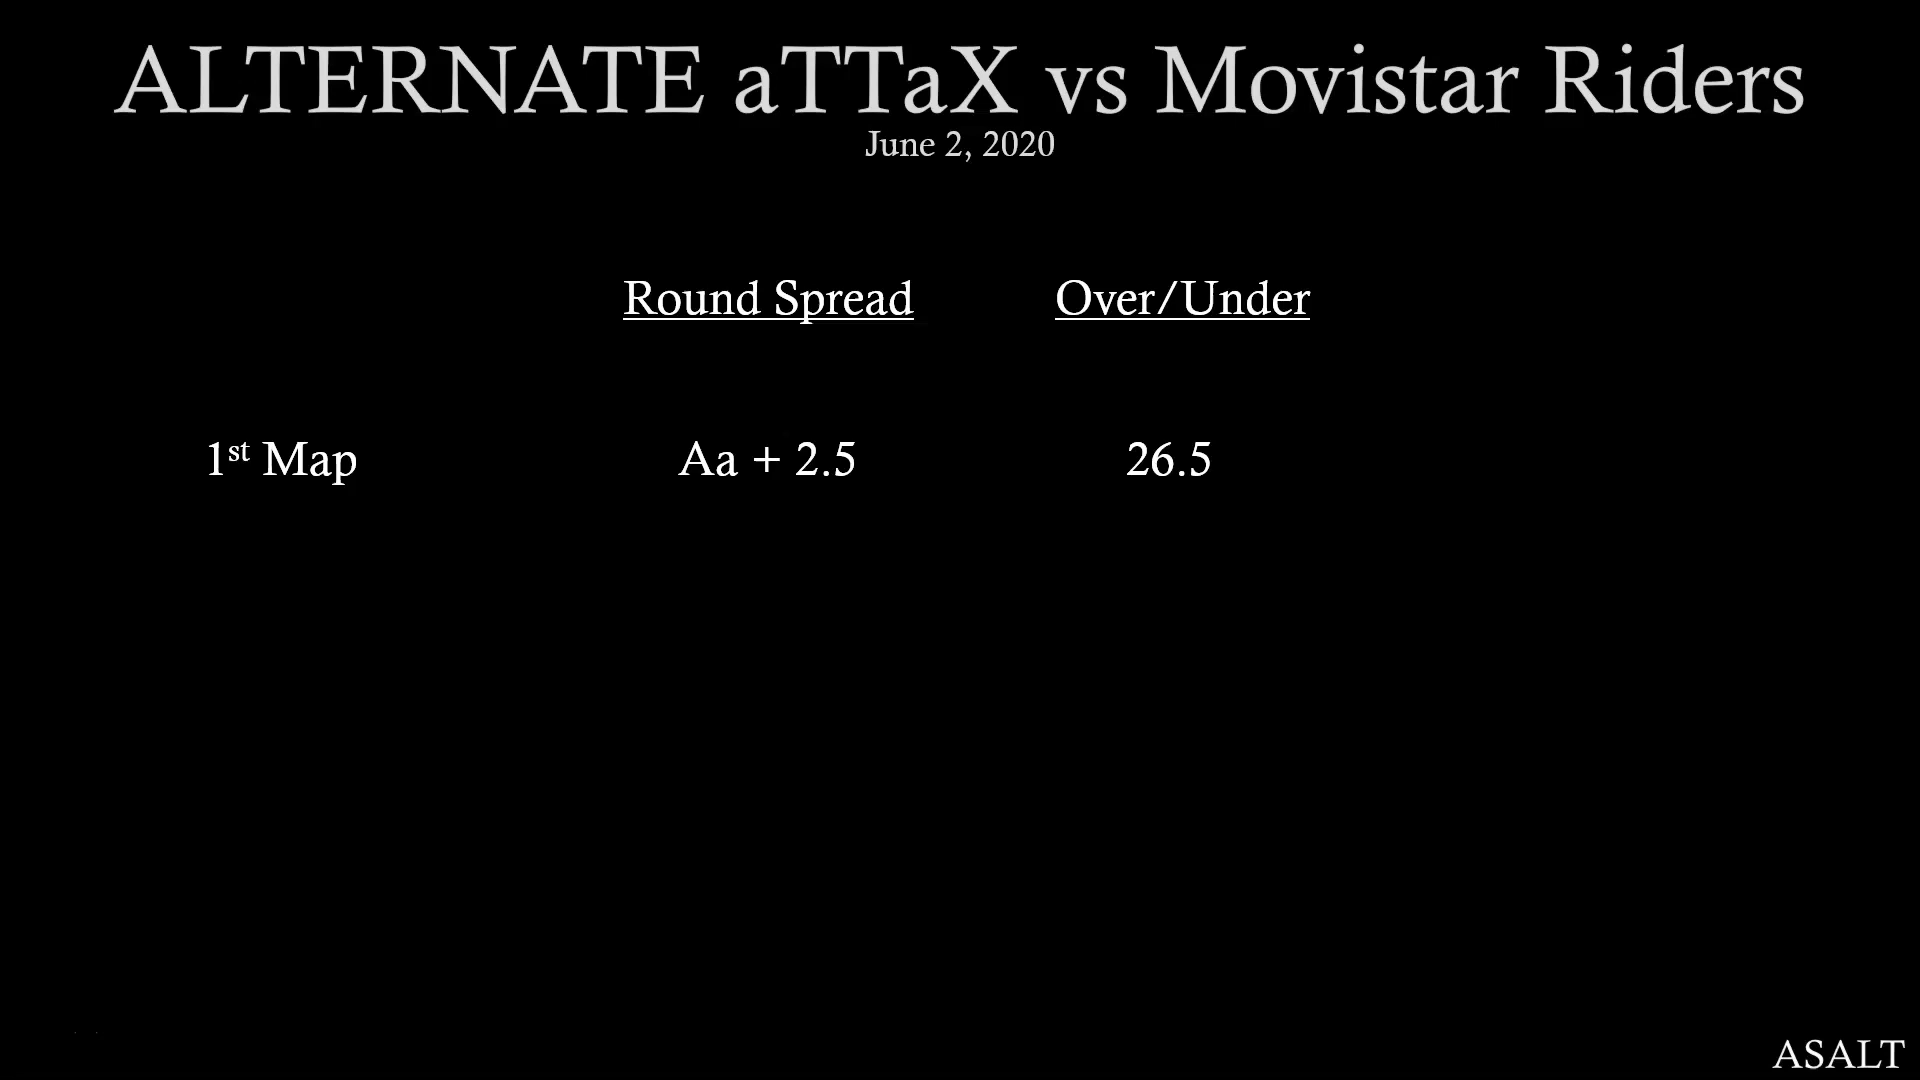 ALTERNATE aTTaX vs Movistar Riders
June 2, 2020
Round Spread Over/Under
1st Map Aa + 2.5 26.5
ASALT